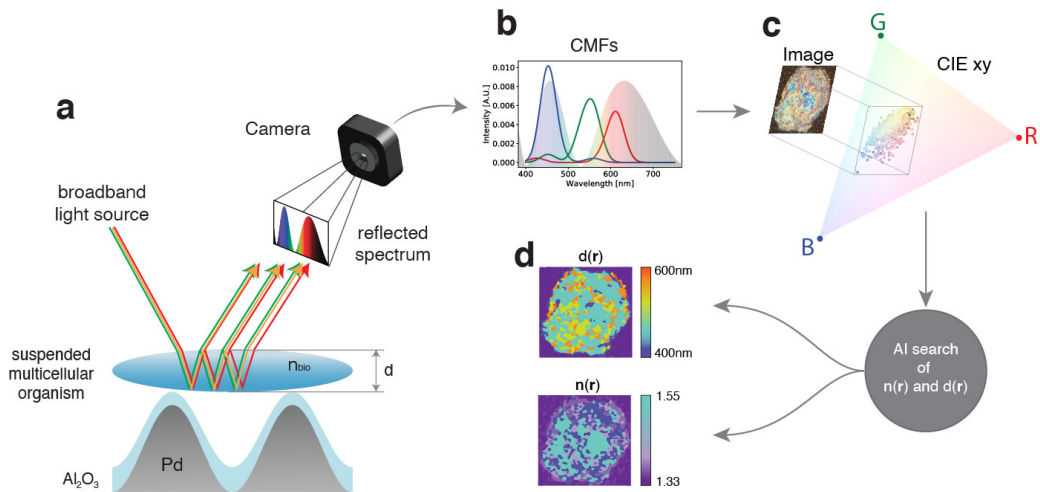 a
broadband
light source
Camera
reflected
spectrum
suspended
multicellular
organism
n_bio
d
Pd
Al₂O₃
b
CMFs
Intensity [A.U.]
0.010
0.008
0.006
0.004
0.002
0.000
400
500
600
700
Wavelength [nm]
c
G
Image
CIE xy
R
B
AI search
of
n(r) and d(r)
d
d(r)
600nm
400nm
n(r)
1.55
1.33